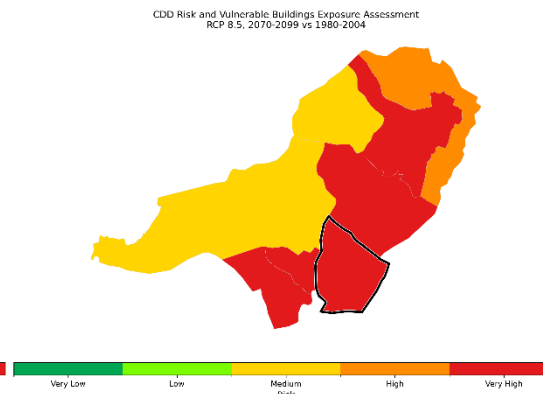 CDD Risk and Vulnerable Buildings Exposure Assessment
RCP 8.5, 2070-2099 vs 1980-2004
Very Low Low Medium High Very High
Risk